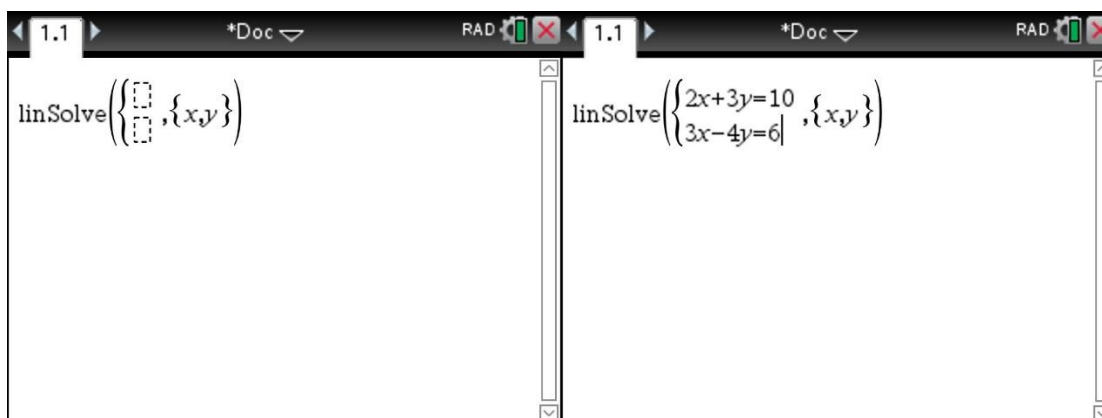 1.1 *Doc RAD
linSolve({ ,{x,y})
1.1 *Doc RAD
linSolve({2x+3y=10
3x−4y=6 ,{x,y})